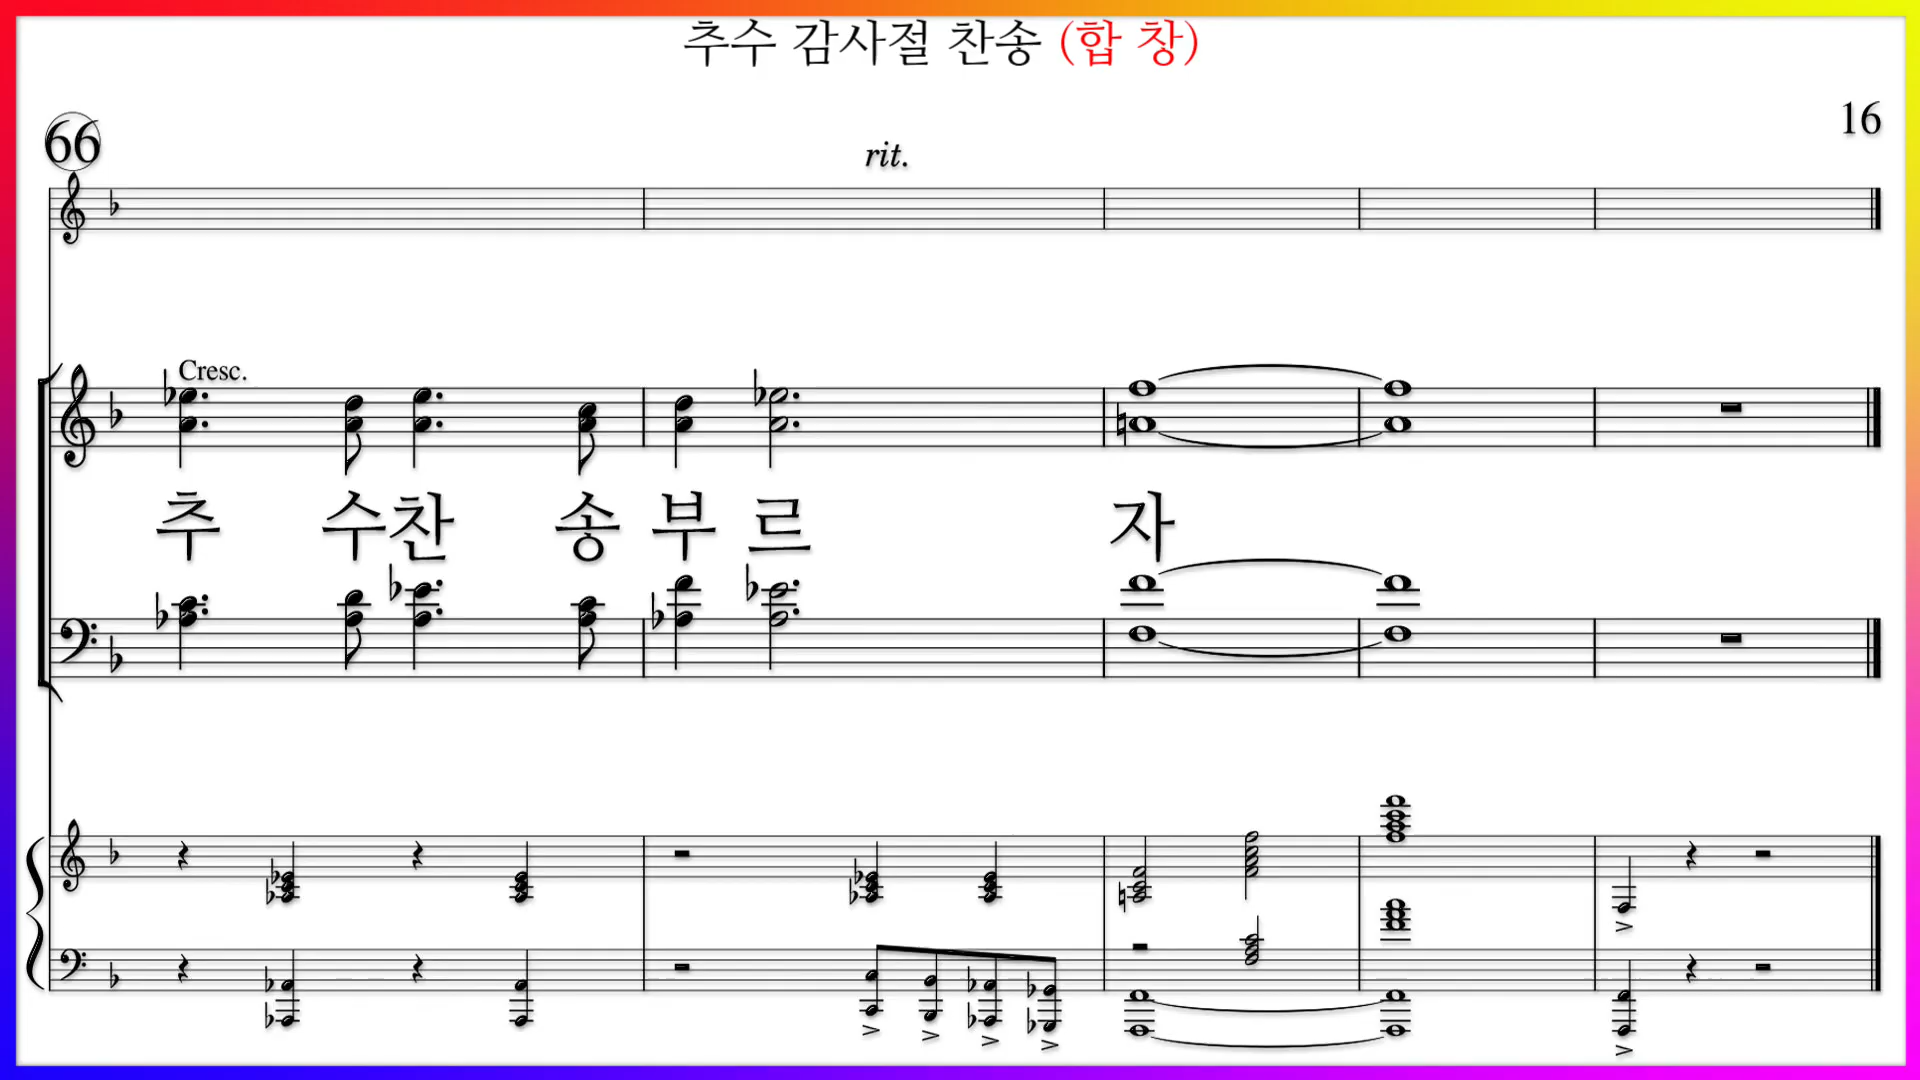 추수 감사절 찬송 (합 창)
66
16
rit.
Cresc.
추 수찬 송 부 르 자